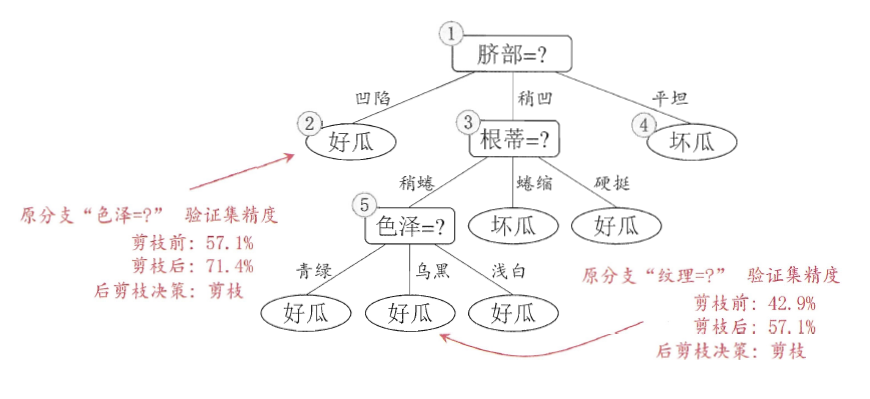 ① 脐部=?
凹陷 稍凹 平坦
② 好瓜 ③ 根蒂=? ④ 坏瓜
稍蜷 蜷缩 硬挺
原分支“色泽=?” 验证集精度
剪枝前: 57.1%
剪枝后: 71.4%
后剪枝决策: 剪枝
⑤ 色泽=? 坏瓜 好瓜
青绿 乌黑 浅白
好瓜 好瓜 好瓜
原分支“纹理=?” 验证集精度
剪枝前: 42.9%
剪枝后: 57.1%
后剪枝决策: 剪枝